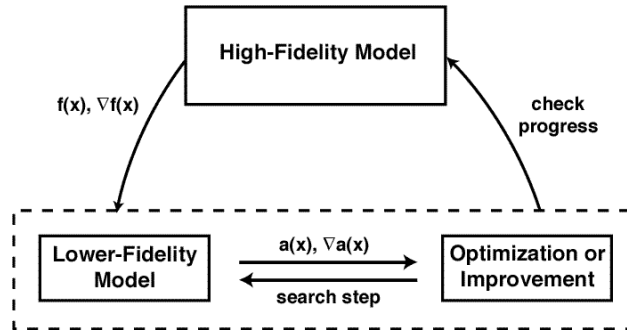 High-Fidelity Model
f(x), ∇f(x)
check
progress
Lower-Fidelity
Model
a(x), ∇a(x)
search step
Optimization or
Improvement